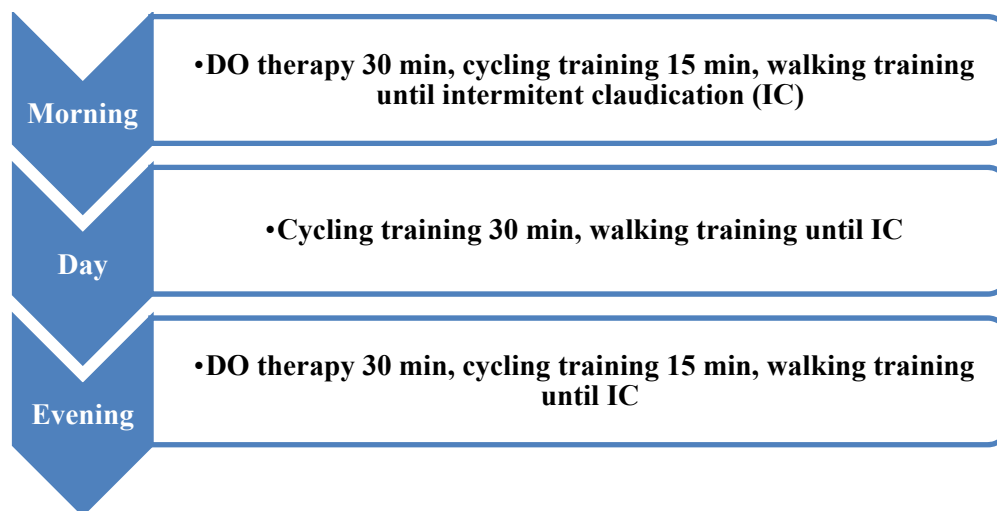 Morning
•DO therapy 30 min, cycling training 15 min, walking training
until intermitent claudication (IC)
Day
•Cycling training 30 min, walking training until IC
Evening
•DO therapy 30 min, cycling training 15 min, walking training
until IC